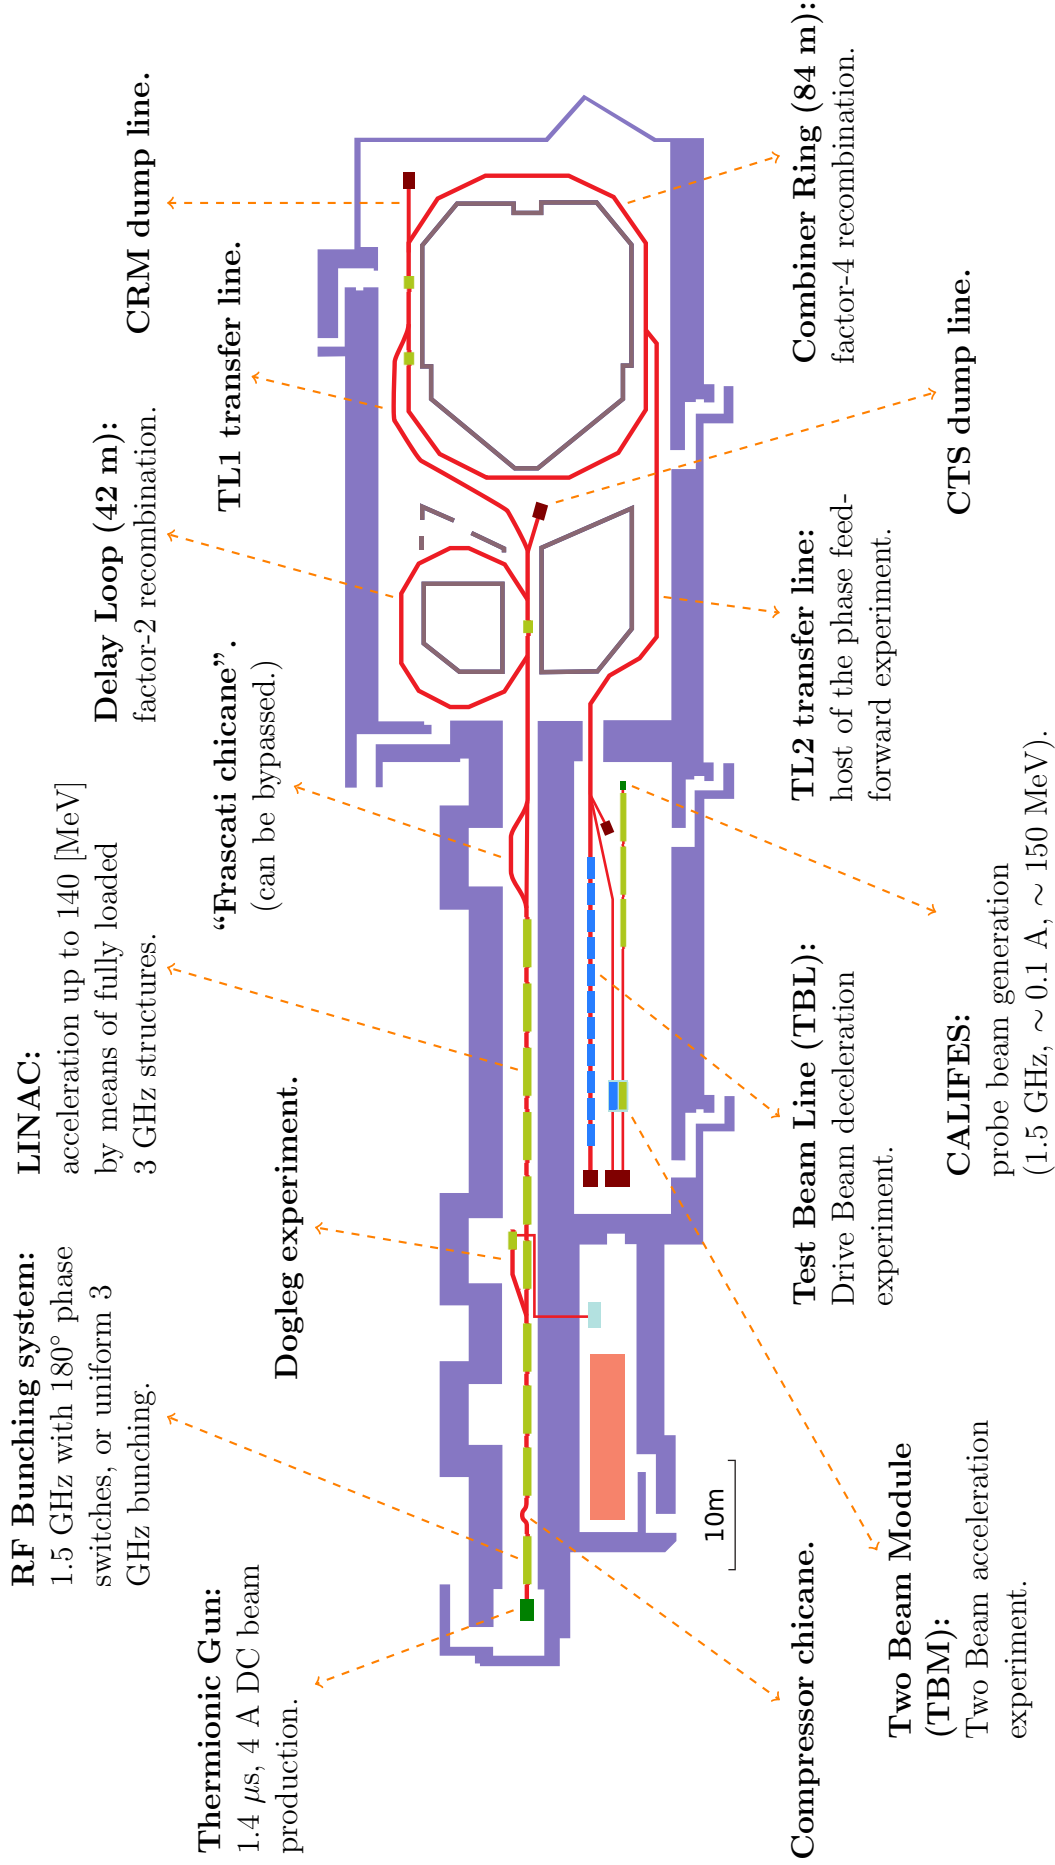 RF Bunching system:
1.5 GHz with 180° phase
switches, or uniform 3
GHz bunching.
LINAC:
acceleration up to 140 [MeV]
by means of fully loaded
3 GHz structures.
Delay Loop (42 m):
factor-2 recombination.
CRM dump line.
Thermionic Gun:
1.4 μs, 4 A DC beam
production.
Dogleg experiment.
“Frascati chicane”.
(can be bypassed.)
TL1 transfer line.
10m
Compressor chicane.
Two Beam Module
(TBM):
Two Beam acceleration
experiment.
Test Beam Line (TBL):
Drive Beam deceleration
experiment.
CALIFES:
probe beam generation
(1.5 GHz, ∼ 0.1 A, ∼ 150 MeV).
TL2 transfer line:
host of the phase feed-
forward experiment.
CTS dump line.
Combiner Ring (84 m):
factor-4 recombination.